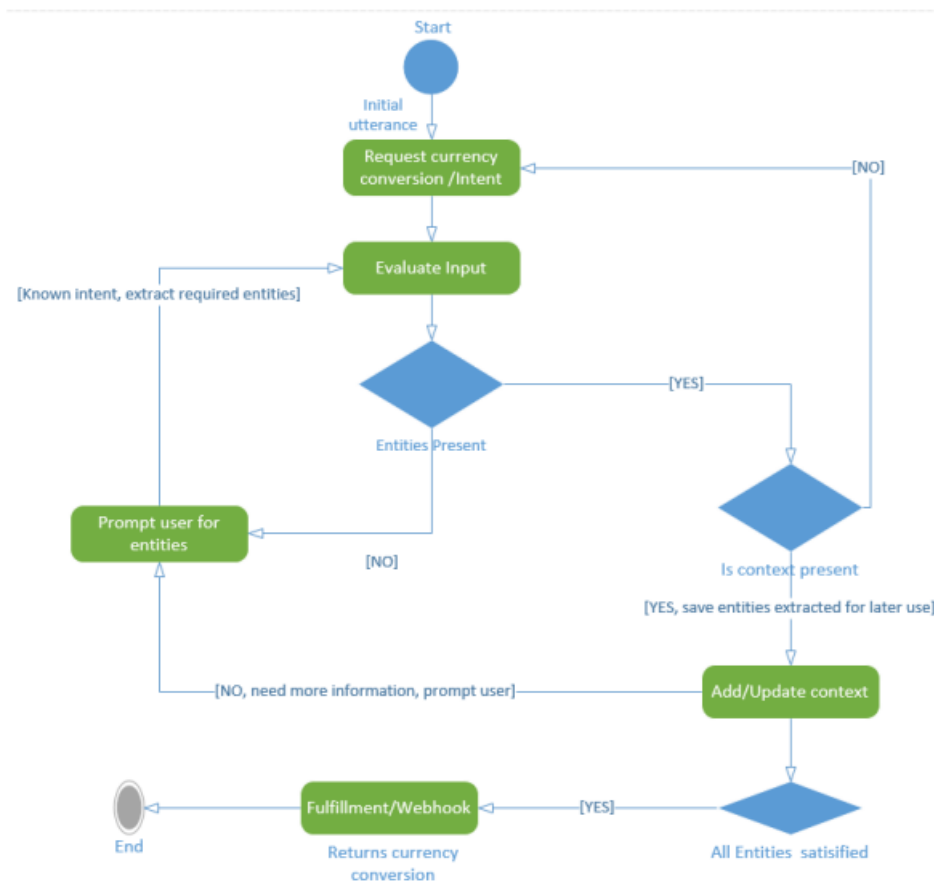 Start
Initial
utterance
Request currency
conversion /Intent
[NO]
Evaluate Input
[Known intent, extract required entities]
[YES]
Entities Present
Prompt user for
entities
[NO]
Is context present
[YES, save entities extracted for later use]
[NO, need more information, prompt user]
Add/Update context
Fulfillment/Webhook
[YES]
End
Returns currency
conversion
All Entities satisified